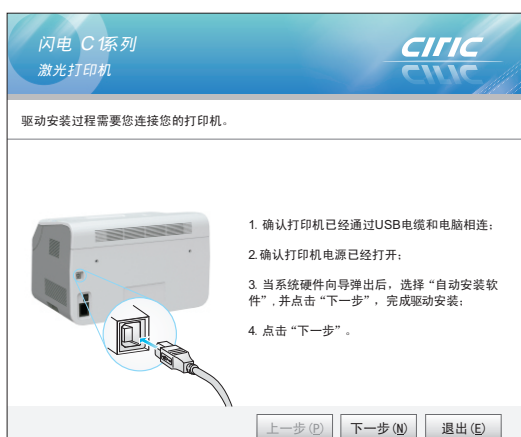 闪电 C1系列
CIric
激光打印机
驱动安装过程需要您连接您的打印机。
1. 确认打印机已经通过USB电缆和电脑相连;
2. 确认打印机电源已经打开;
3. 当系统硬件向导弹出后，选择“自动安装软
件”, 并点击“下一步”，完成驱动安装;
4. 点击“下一步”。
上一步(P) 下一步(N) 退出(E)